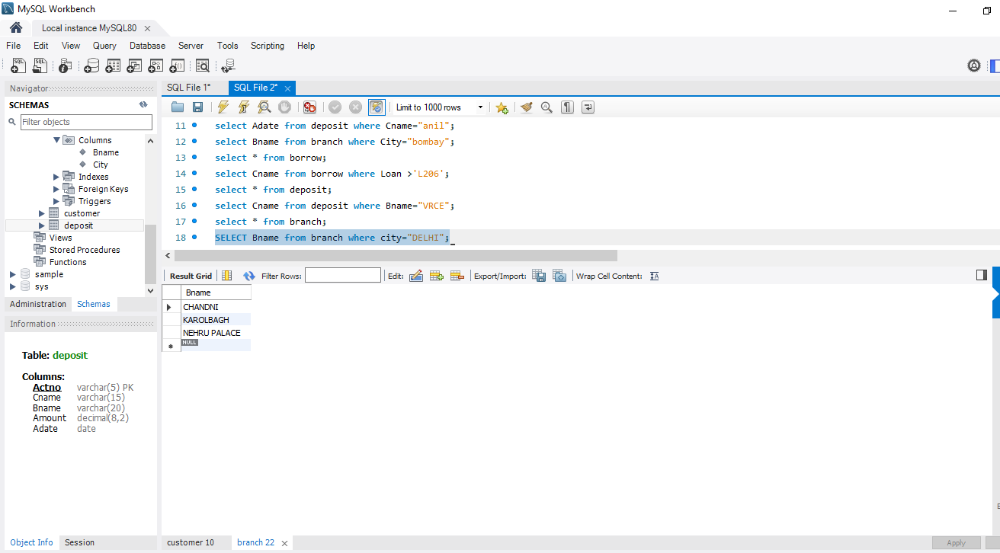 MySQL Workbench
Local instance MySQL80
File Edit View Query Database Server Tools Scripting Help
Navigator
SCHEMAS
Filter objects
Columns
Bname
City
Indexes
Foreign Keys
Triggers
customer
deposit
Views
Stored Procedures
Functions
sample
sys
Administration Schemas
Information
Table: deposit
Columns:
Actno varchar(5) PK
Cname varchar(15)
Bname varchar(20)
Amount decimal(8,2)
Adate date
Object Info Session
SQL File 1* SQL File 2*
Limit to 1000 rows
11 select Adate from deposit where Cname="anil";
12 select Bname from branch where City="bombay";
13 select * from borrow;
14 select Cname from borrow where Loan >'L206';
15 select * from deposit;
16 select Cname from deposit where Bname="VRCE";
17 select * from branch;
18 SELECT Bname from branch where city="DELHI";
Result Grid Filter Rows: Edit: Export/Import: Wrap Cell Content:
Bname
CHANDNI
KAROLBAGH
NEHRU PALACE
NULL
customer 10 branch 22
Apply